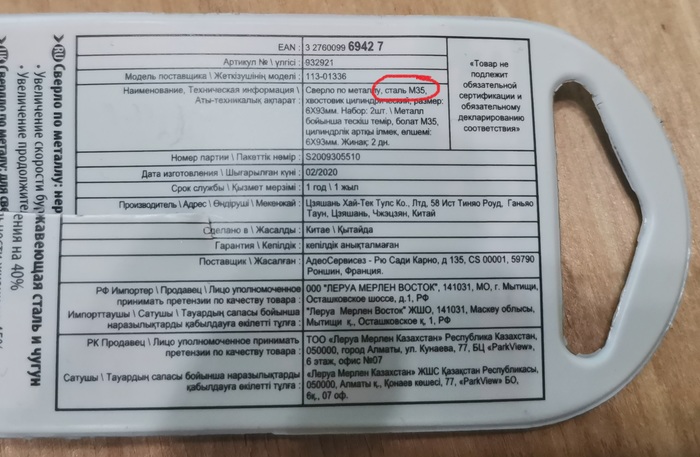 EAN : 3 2760099 6942 7
Артикул № \ үлгісі : 932921
Модель поставщика \ Жеткізушінің моделі : 113-01336
Наименование, Техническая информация \
Аты-техникалық ақпарат :
Сверло по металлу, сталь М35,
хвостовик цилиндрический, размер:
6X93мм. Набор: 2шт. \ Металл
бойынша тескіш темір, болат М35,
цилиндрлік артқы ілмек, өлшемі:
6X93мм. Жинақ: 2 дн.
«Товар не
подлежит
обязательной
сертификации и
обязательному
декларированию
соответствия»
Номер партии \ Пакеттік немір : S2009305510
Дата изготовления \ Шығарылған күні : 02/2020
Срок службы \ Қызмет мерзімі : 1 год \ 1 жыл
Производитель \ Адрес \ Өндіруші \ Мекенжай :
Цзяшань Хай-Тек Тулс Ко., Лтд, 58 Ист Тиняо Роуд, Ганьяо
Таун, Цзяшань, Чжэцзян, Китай
Сделано в \ Жасалды : Китае \ Қытайда
Гарантия \ Кепілдік : кепілдік анықталмаған
Поставщик \ Жасалған :
АдеоСервисез - Рю Сади Карно, д 135, CS 00001, 59790
Роншин, Франция.
РФ Импортер \ Продавец \ Лицо уполномоченное
принимать претензии по качеству товара :
Импорттаушы \ Сатушы \ Тауардың сапасы бойынша
наразылықтарды қабылдауға өкілетті тұлға :
ООО "ЛЕРУА МЕРЛЕН ВОСТОК", 141031, МО, г. Мытищи,
Осташковское шоссе, д.1, РФ
"Леруа Мерлен Восток" ЖШО, 141031, Маскеу облысы,
Мытищи қ., Осташковское к, 1, РФ
РК Продавец \ Лицо уполномоченное принимать
претензии по качеству товара :
Сатушы \ Тауардың сапасы бойынша наразылықтарды
қабылдауға өкілетті тұлға :
ТОО «Леруа Мерлен Казахстан» Республика Казахстан,
050000, город Алматы, ул. Кунаева, 77, БЦ «ParkView»,
6 этаж, офис №07
«Леруа Мерлен Казахстан» ЖШС Қазақстан Республикасы,
050000, Алматы қ., Қонаев көшесі, 77, «ParkView» БО,
6қ., 07 оф.
RU Сверло по металлу: нержавеющая сталь и чугун
• Увеличение скорости
• Увеличение
на 40%